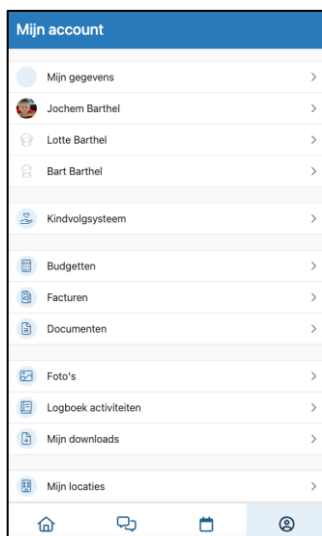 Mijn account
Mijn gegevens
Jochem Barthel
Lotte Barthel
Bart Barthel
Kindvolgsysteem
Budgetten
Facturen
Documenten
Foto's
Logboek activiteiten
Mijn downloads
Mijn locaties